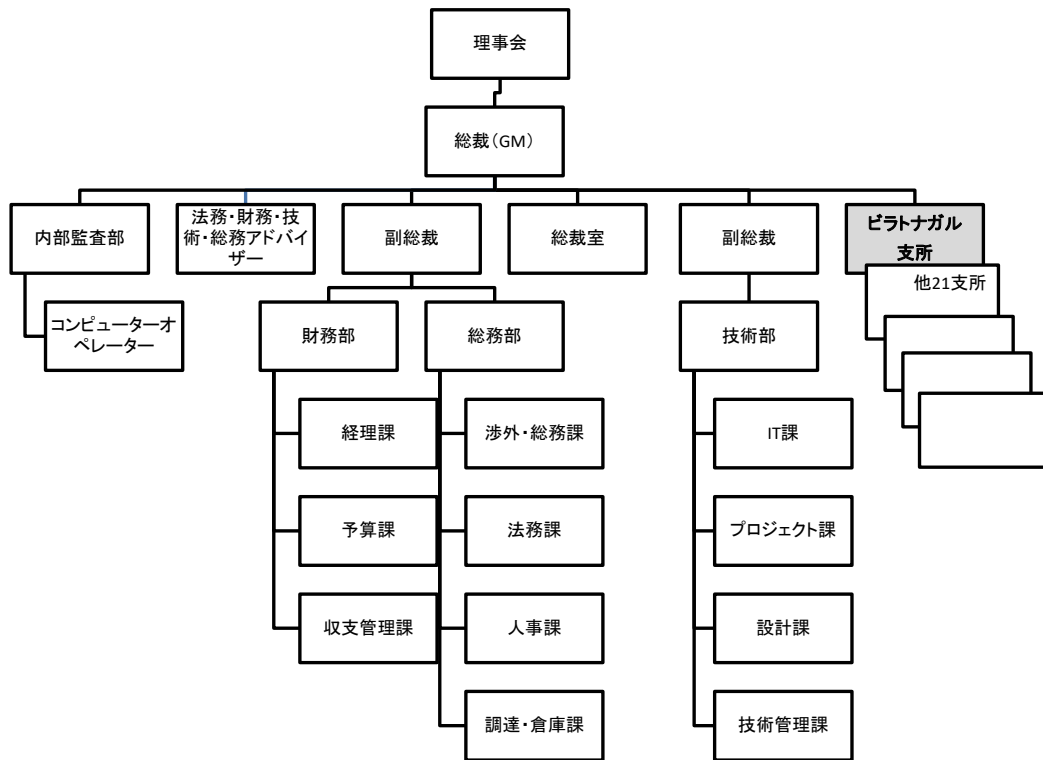 理事会
総裁(GM)
内部監査部
法務・財務・技
術・総務アドバイ
ザー
副総裁
総裁室
副総裁
ビラトナガル
支所
他21支所
コンピューターオ
ペレーター
財務部
総務部
技術部
経理課
渉外・総務課
IT課
予算課
法務課
プロジェクト課
収支管理課
人事課
設計課
調達・倉庫課
技術管理課